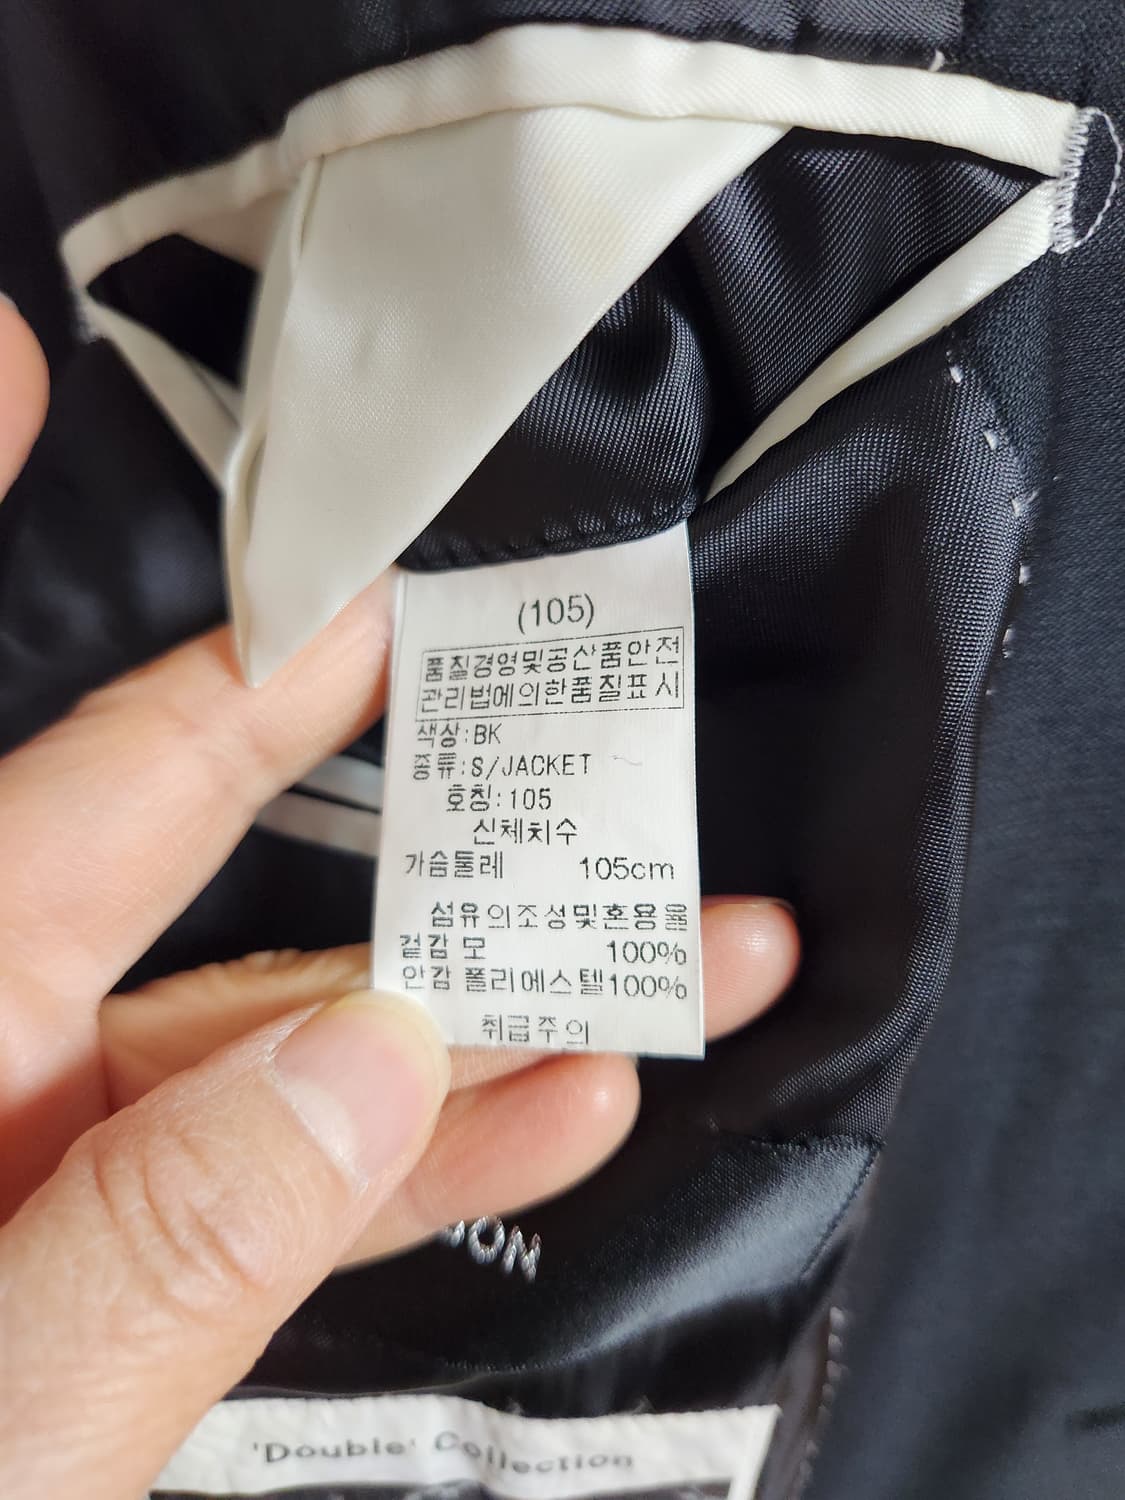 (105)
품질경영및공산품안전
관리법에의한품질표시
색상:BK
종류:S/JACKET
호칭:105
신체치수
가슴둘레 105cm
섬유의조성및혼용율
겉감 모 100%
안감 폴리에스텔100%
취급주의
'Double' Collection